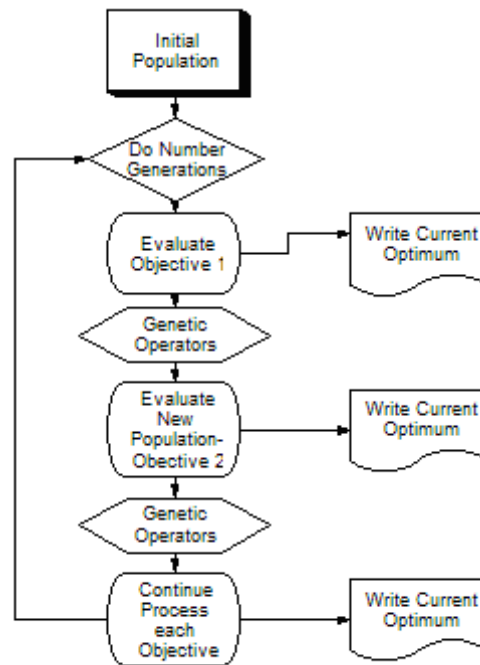 Initial
Population
Do Number
Generations
Evaluate
Objective 1
Write Current
Optimum
Genetic
Operators
Evaluate
New
Population-
Obective 2
Write Current
Optimum
Genetic
Operators
Continue
Process
each
Objective
Write Current
Optimum